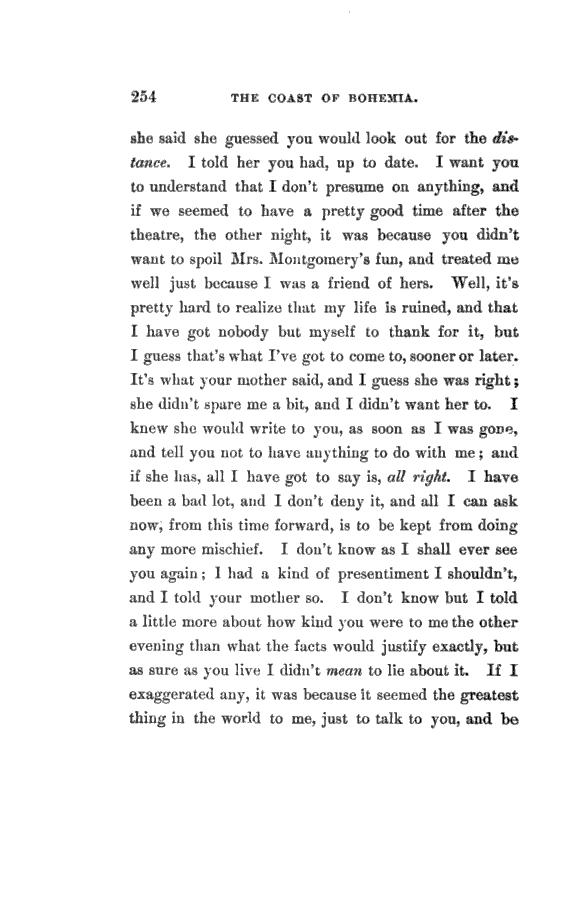 254 THE COAST OF BOHEMIA.
she said she guessed you would look out for the dis-
tance. I told her you had, up to date. I want you
to understand that I don't presume on anything, and
if we seemed to have a pretty good time after the
theatre, the other night, it was because you didn't
want to spoil Mrs. Montgomery's fun, and treated me
well just because I was a friend of hers. Well, it's
pretty hard to realize that my life is ruined, and that
I have got nobody but myself to thank for it, but
I guess that's what I've got to come to, sooner or later.
It's what your mother said, and I guess she was right;
she didn't spare me a bit, and I didn't want her to. I
knew she would write to you, as soon as I was gone,
and tell you not to have anything to do with me; and
if she has, all I have got to say is, all right. I have
been a bad lot, and I don't deny it, and all I can ask
now, from this time forward, is to be kept from doing
any more mischief. I don't know as I shall ever see
you again; I had a kind of presentiment I shouldn't,
and I told your mother so. I don't know but I told
a little more about how kind you were to me the other
evening than what the facts would justify exactly, but
as sure as you live I didn't mean to lie about it. If I
exaggerated any, it was because it seemed the greatest
thing in the world to me, just to talk to you, and be